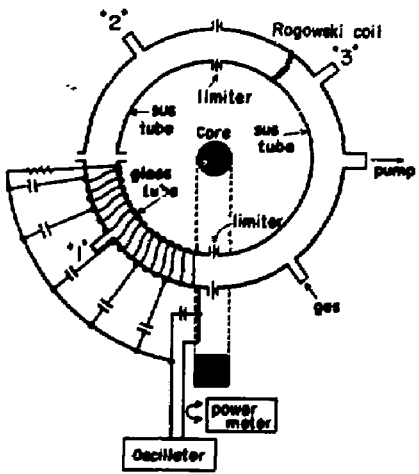 "2"
Rogowski coil
"3"
limiter
sus
tube
sus
tube
Core
pump
glass
tube
limiter
"1"
gas
power
meter
Oscillator